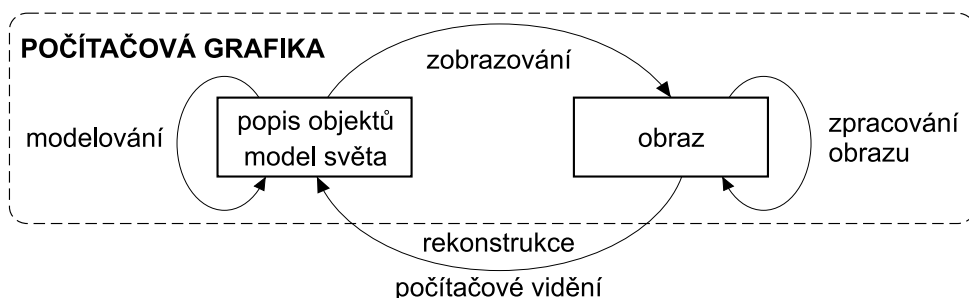 POČÍTAČOVÁ GRAFIKA
zobrazování
modelování
popis objektů
model světa
obraz
zpracování
obrazu
rekonstrukce
počítačové vidění